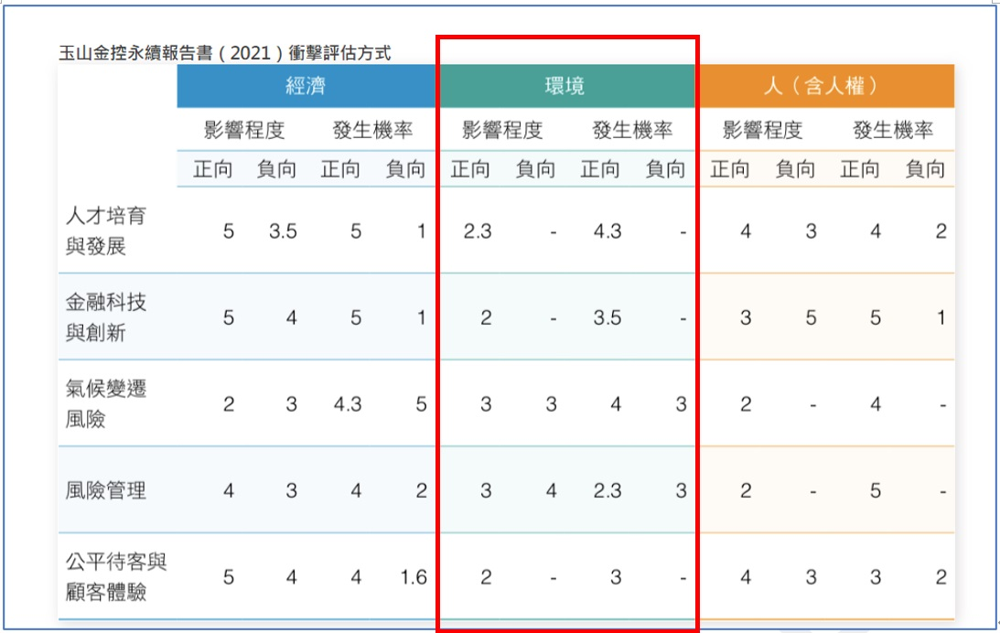 玉山金控永續報告書（2021）衝擊評估方式
經濟 環境 人（含人權）
影響程度 發生機率 影響程度 發生機率 影響程度 發生機率
正向 負向 正向 負向 正向 負向 正向 負向 正向 負向 正向 負向
人才培育
與發展
5 3.5 5 1 2.3 - 4.3 - 4 3 4 2
金融科技
與創新
5 4 5 1 2 - 3.5 - 3 5 5 1
氣候變遷
風險
2 3 4.3 5 3 3 4 3 2 - 4 -
風險管理 4 3 4 2 3 4 2.3 3 2 - 5 -
公平待客與
顧客體驗
5 4 4 1.6 2 - 3 - 4 3 3 2